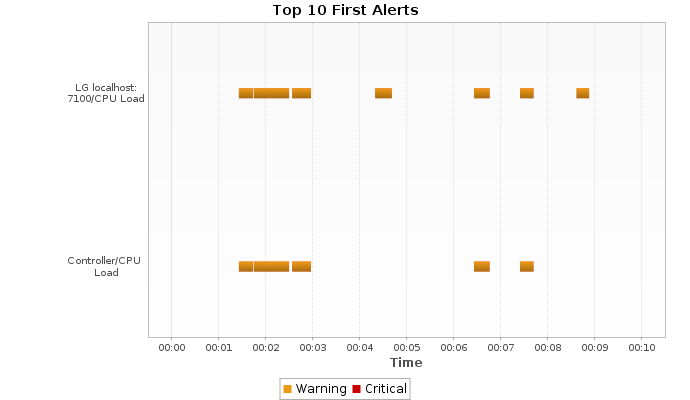 Top 10 First Alerts
LG localhost:
7100/CPU Load
Controller/CPU
Load
00:00 00:01 00:02 00:03 00:04 00:05 00:06 00:07 00:08 00:09 00:10
Time
Warning Critical